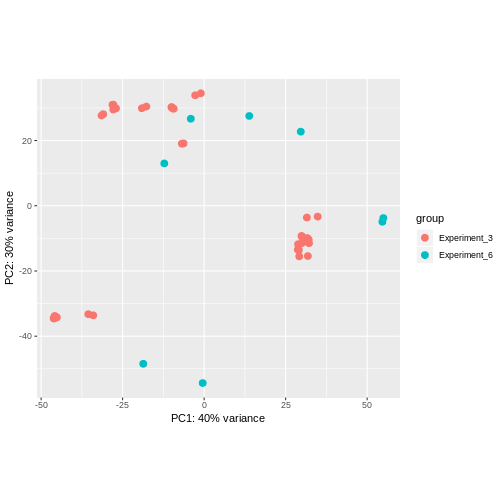 20
0
-20
-40
PC2: 30% variance
-50
-25
0
25
50
PC1: 40% variance
group
Experiment_3
Experiment_6